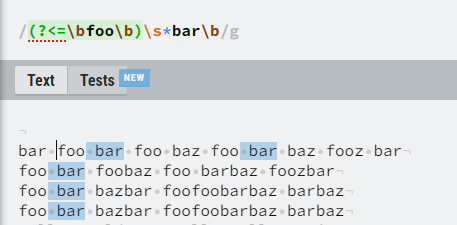 /(?<=\bfoo\b)\s*bar\b/g
Text Tests NEW
bar foo bar foo baz foo bar baz fooz bar
foo bar foobaz foo barbaz foozbar
foo bar bazbar foofoobarbaz barbaz
foo bar bazbar foofoobarbaz barbaz